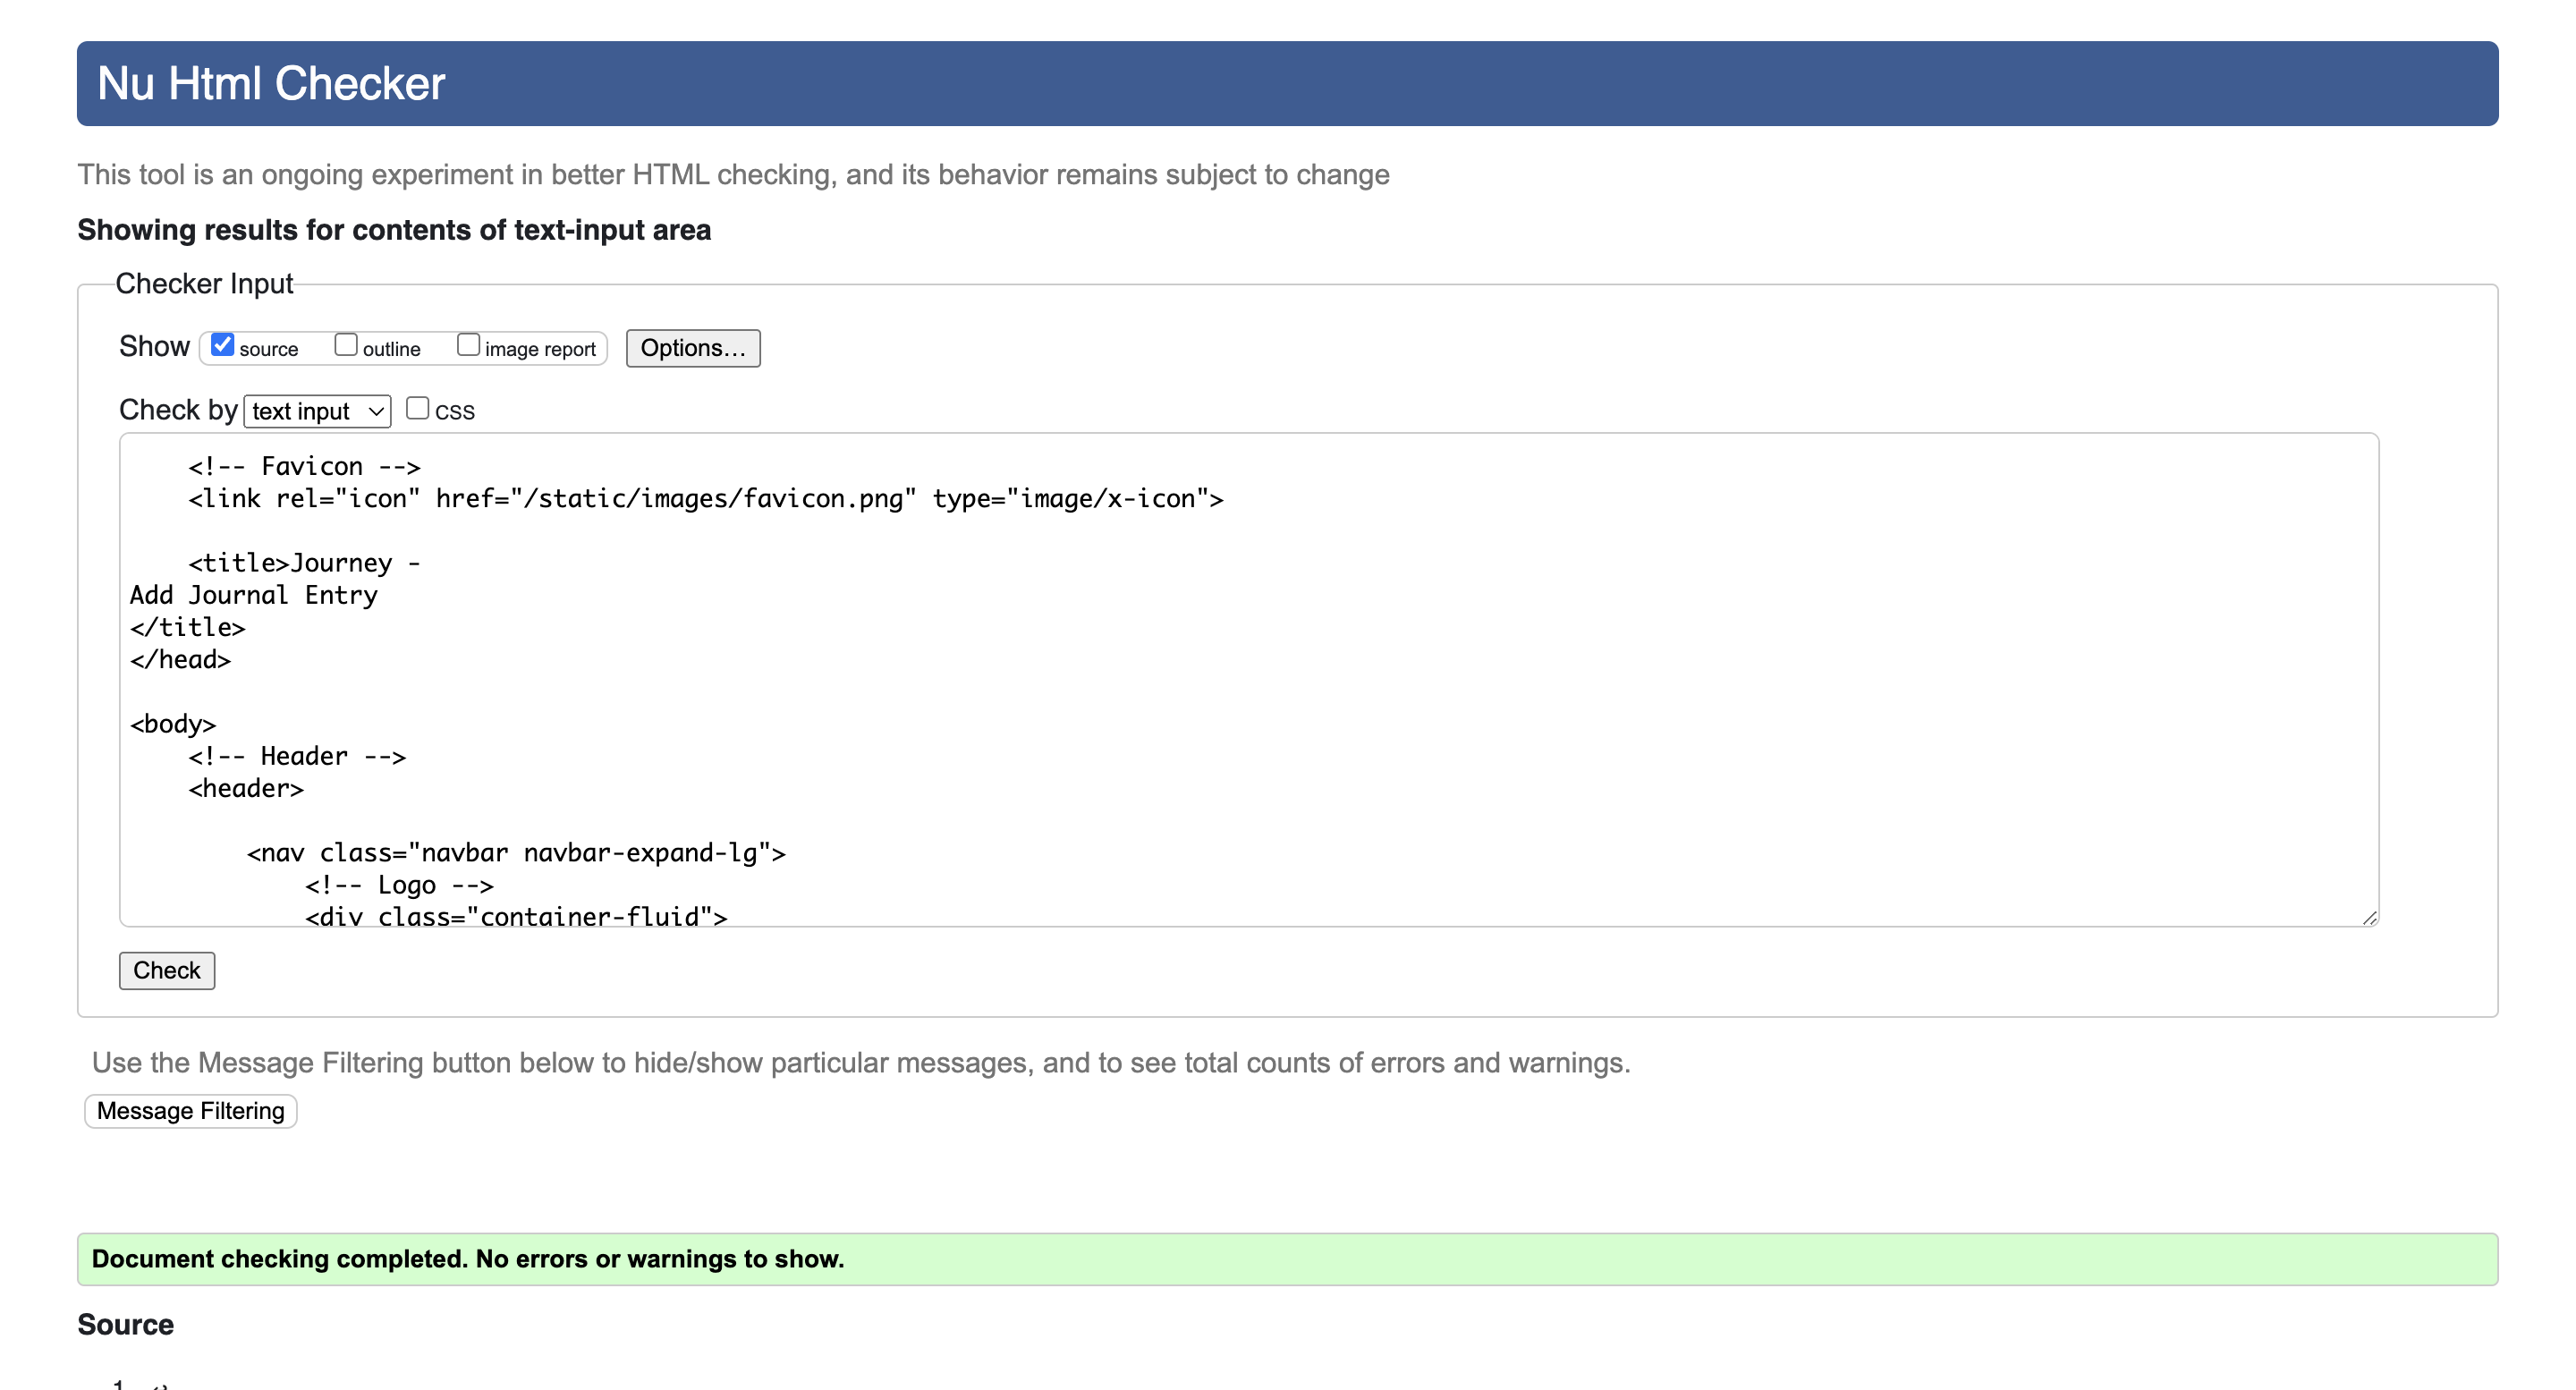 Nu Html Checker
This tool is an ongoing experiment in better HTML checking, and its behavior remains subject to change
Showing results for contents of text-input area
Checker Input
Show source outline image report Options...
Check by text input CSS
<!-- Favicon -->
<link rel="icon" href="/static/images/favicon.png" type="image/x-icon">
<title>Journey -
Add Journal Entry
</title>
</head>
<body>
<!-- Header -->
<header>
<nav class="navbar navbar-expand-lg">
<!-- Logo -->
<div class="container-fluid">
Check
Use the Message Filtering button below to hide/show particular messages, and to see total counts of errors and warnings.
Message Filtering
Document checking completed. No errors or warnings to show.
Source